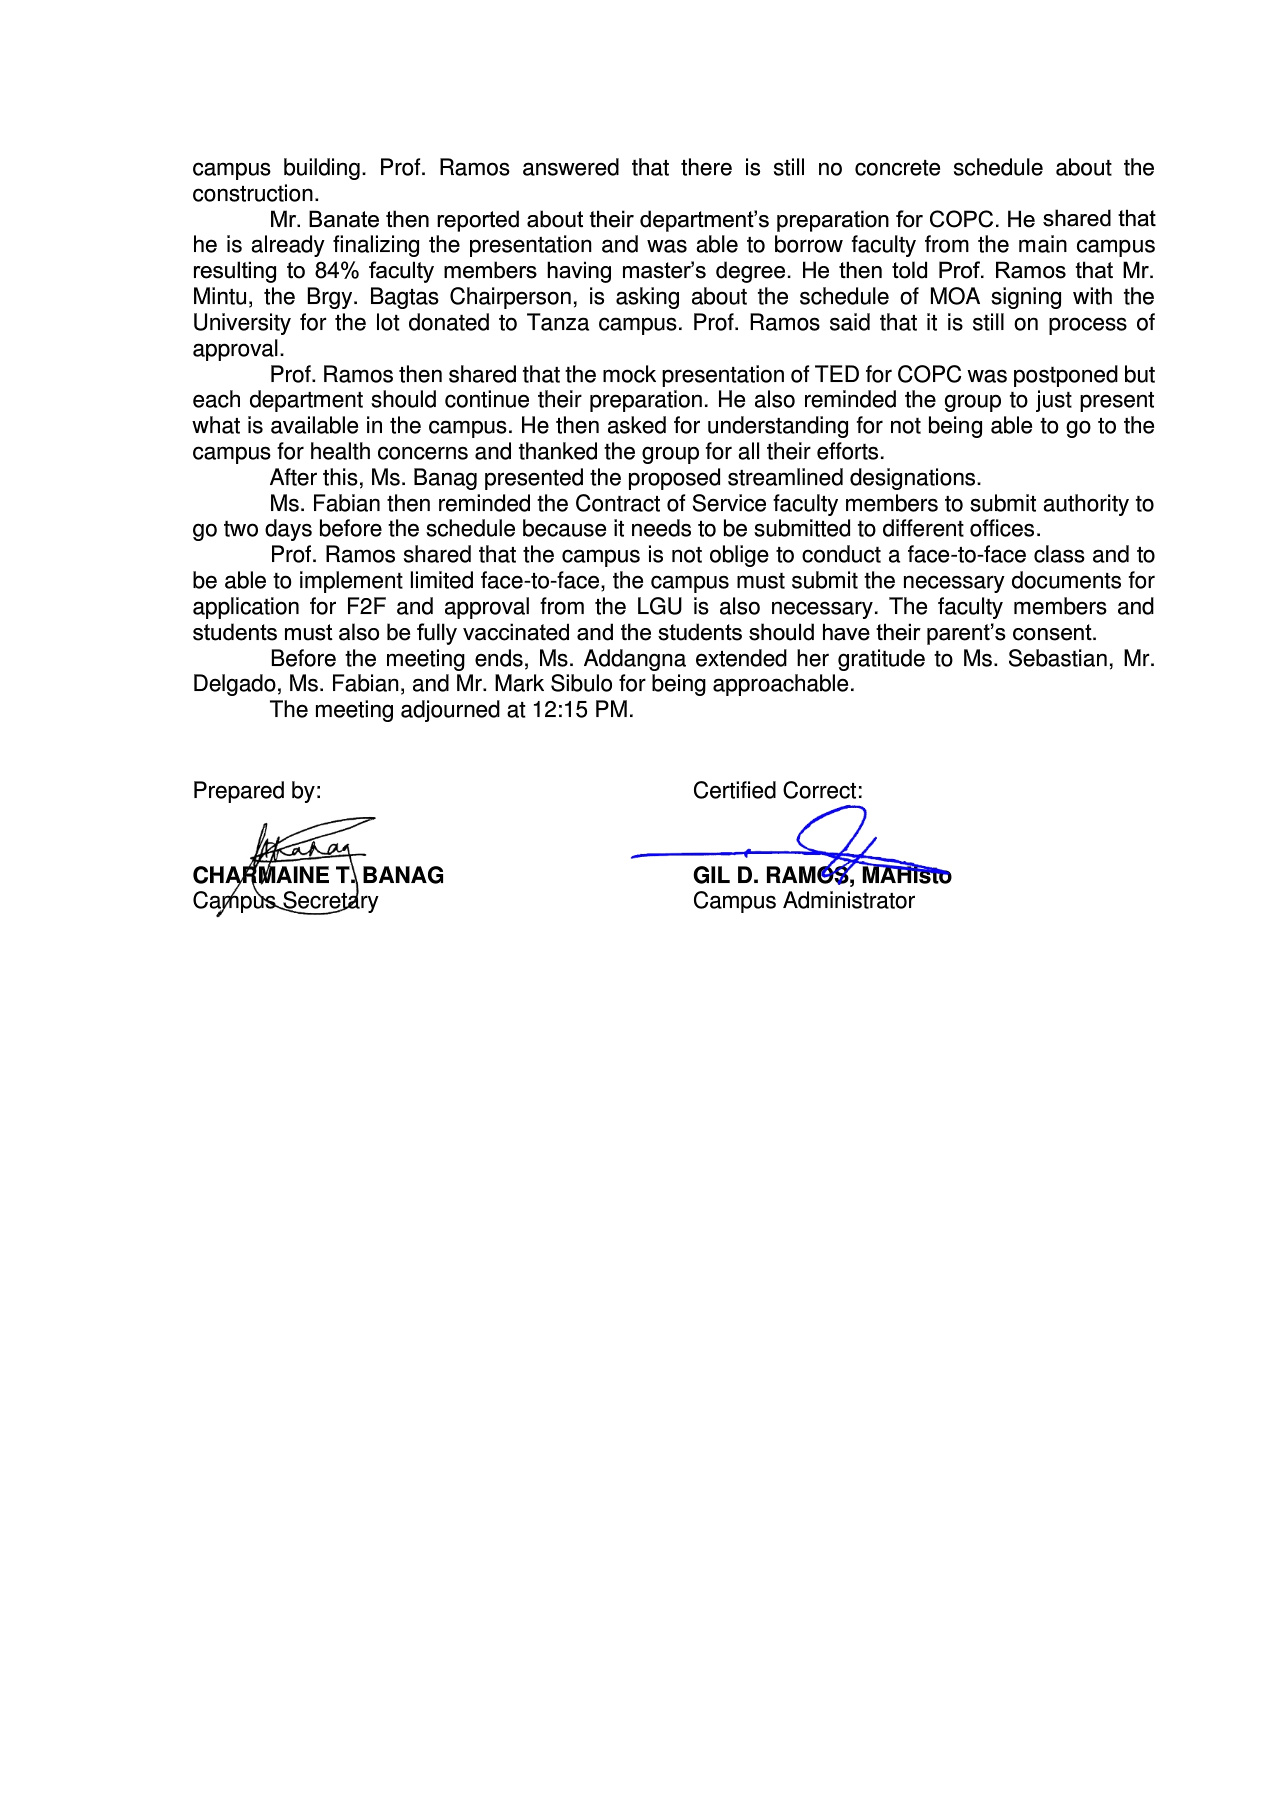 campus building. Prof. Ramos answered that there is still no concrete schedule about the
construction.
Mr. Banate then reported about their department's preparation for COPC. He shared that
he is already finalizing the presentation and was able to borrow faculty from the main campus
resulting to 84% faculty members having master's degree. He then told Prof. Ramos that Mr.
Mintu, the Brgy. Bagtas Chairperson, is asking about the schedule of MOA signing with the
University for the lot donated to Tanza campus. Prof. Ramos said that it is still on process of
approval.
Prof. Ramos then shared that the mock presentation of TED for COPC was postponed but
each department should continue their preparation. He also reminded the group to just present
what is available in the campus. He then asked for understanding for not being able to go to the
campus for health concerns and thanked the group for all their efforts.
After this, Ms. Banag presented the proposed streamlined designations.
Ms. Fabian then reminded the Contract of Service faculty members to submit authority to
go two days before the schedule because it needs to be submitted to different offices.
Prof. Ramos shared that the campus is not oblige to conduct a face-to-face class and to
be able to implement limited face-to-face, the campus must submit the necessary documents for
application for F2F and approval from the LGU is also necessary. The faculty members and
students must also be fully vaccinated and the students should have their parent's consent.
Before the meeting ends, Ms. Addangna extended her gratitude to Ms. Sebastian, Mr.
Delgado, Ms. Fabian, and Mr. Mark Sibulo for being approachable.
The meeting adjourned at 12:15 PM.
Prepared by: Certified Correct:
CHARMAINE T. BANAG GIL D. RAMOS, MAHisto
Campus Secretary Campus Administrator